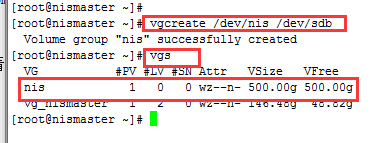 [root@nismaster ~]#
[root@nismaster ~]# vgcreate /dev/nis /dev/sdb
Volume group "nis" successfully created
[root@nismaster ~]# vgs
VG #PV #LV #SN Attr VSize VFree
nis 1 0 0 wz--n- 500.00g 500.00g
vg_nismaster 1 2 0 wz--n- 146.48g 48.82g
[root@nismaster ~]#